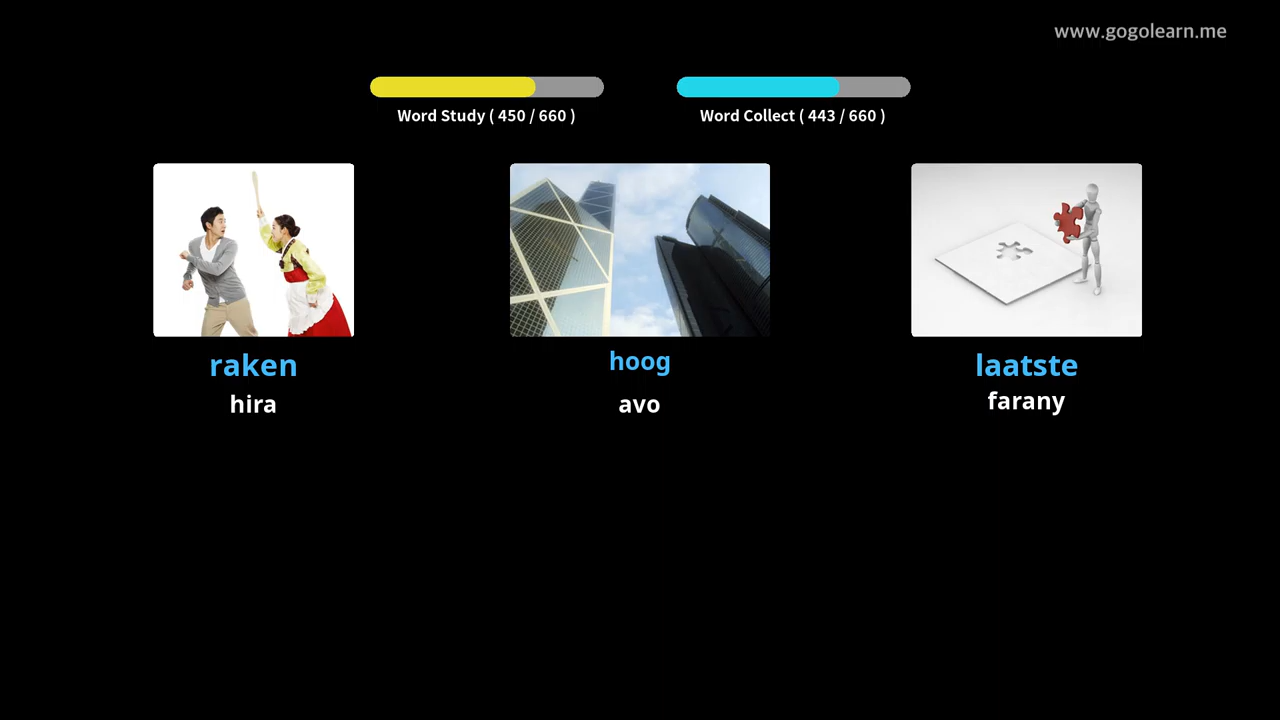 www.gogolearn.me
Word Study ( 450 / 660 )
Word Collect ( 443 / 660 )
raken
hira
hoog
avo
laatste
farany